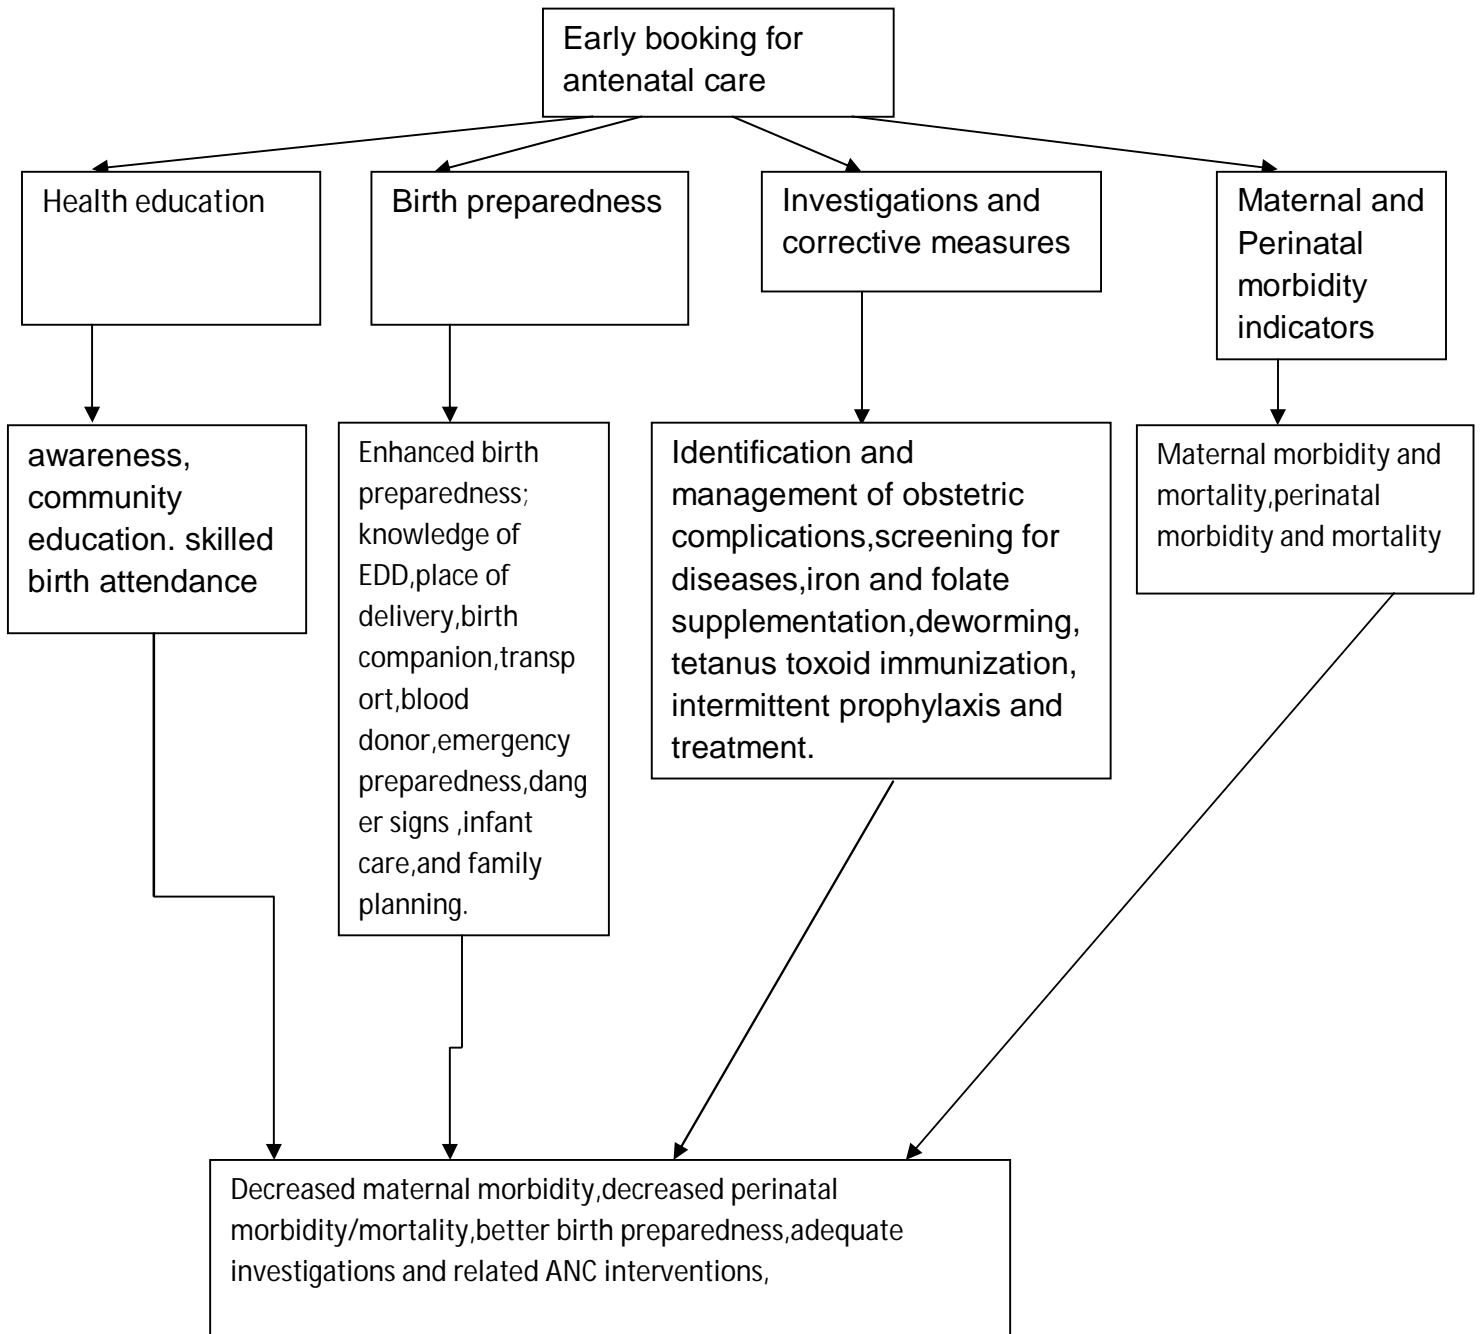 Early booking for
antenatal care
Health education
Birth preparedness
Investigations and
corrective measures
Maternal and
Perinatal
morbidity
indicators
awareness,
community
education. skilled
birth attendance
Enhanced birth
preparedness;
knowledge of
EDD,place of
delivery,birth
companion,transp
ort,blood
donor,emergency
preparedness,dang
er signs ,infant
care,and family
planning.
Identification and
management of obstetric
complications,screening for
diseases,iron and folate
supplementation,deworming,
tetanus toxoid immunization,
intermittent prophylaxis and
treatment.
Maternal morbidity and
mortality,perinatal
morbidity and mortality
Decreased maternal morbidity,decreased perinatal
morbidity/mortality,better birth preparedness,adequate
investigations and related ANC interventions,